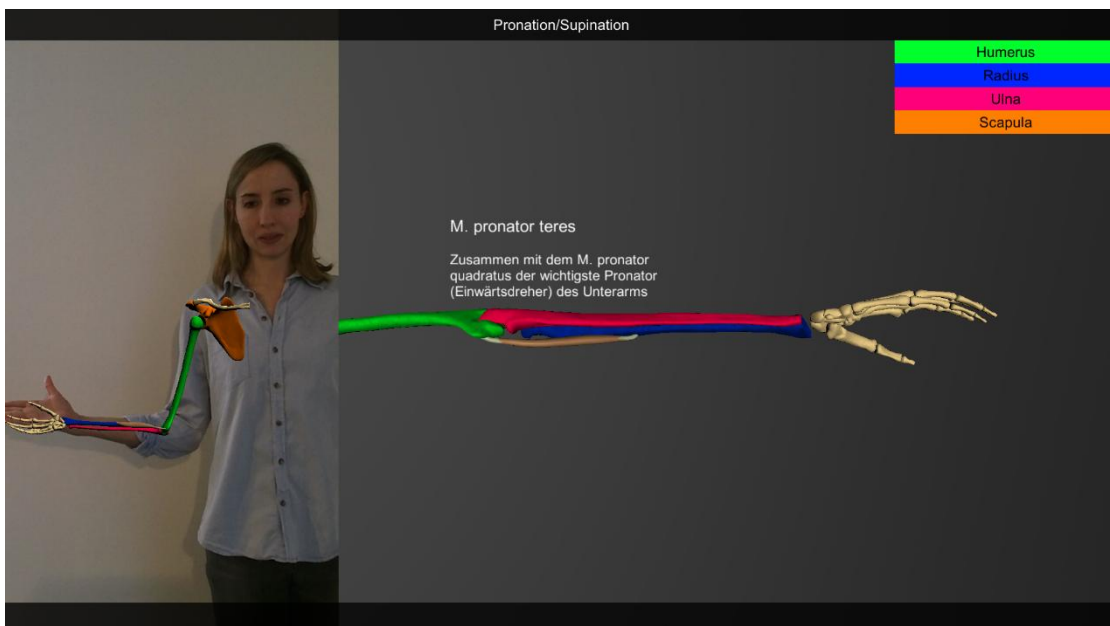 Pronation/Supination
Humerus
Radius
Ulna
Scapula
M. pronator teres
Zusammen mit dem M. pronator
quadratus der wichtigste Pronator
(Einwärtsdreher) des Unterarms